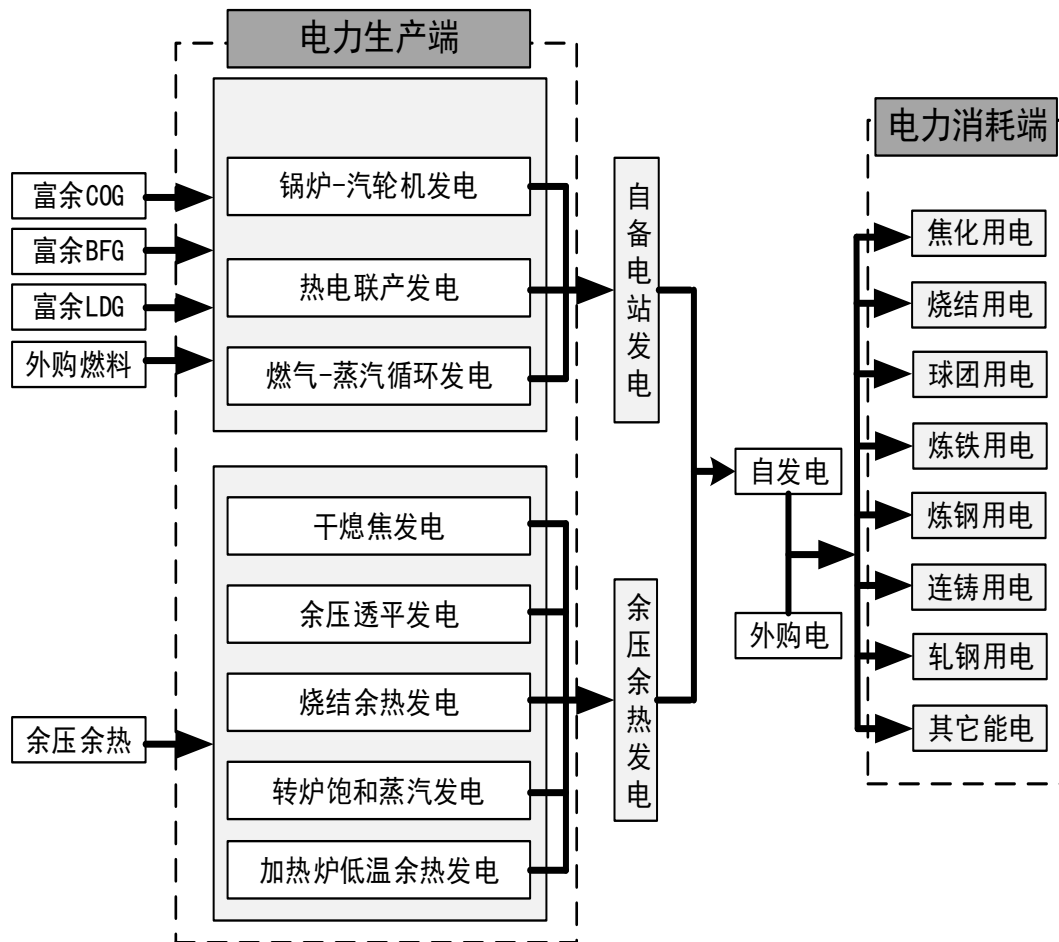 电力生产端
电力消耗端
富余COG
富余BFG
富余LDG
外购燃料
锅炉-汽轮机发电
热电联产发电
燃气-蒸汽循环发电
自备电站发电
余压余热
干熄焦发电
余压透平发电
烧结余热发电
转炉饱和蒸汽发电
加热炉低温余热发电
余压余热发电
自发电
外购电
焦化用电
烧结用电
球团用电
炼铁用电
炼钢用电
连铸用电
轧钢用电
其它能电